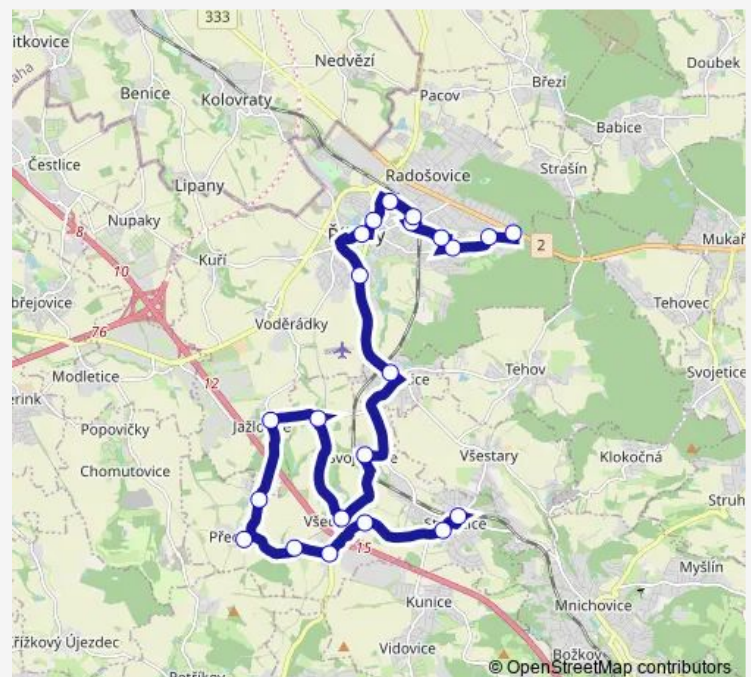 333
itkovice
Nedvězí
Doubek
Benice
Kolovraty
Březí
Pacov
Babice
Čestlice
Radošovice
Strašín
Lipany
Nupaky
8
2
Mukař
Kuří
10
břejovice
Tehovec
Voděrádky
76
Modletice
12
Tehov
Svojetice
Popovičky
Všestary
Klokočná
Chomutovice
Struh
15
Myšlín
Kunice
Mnichovice
Vidovice
Božkov
© OpenStreetMap contributors